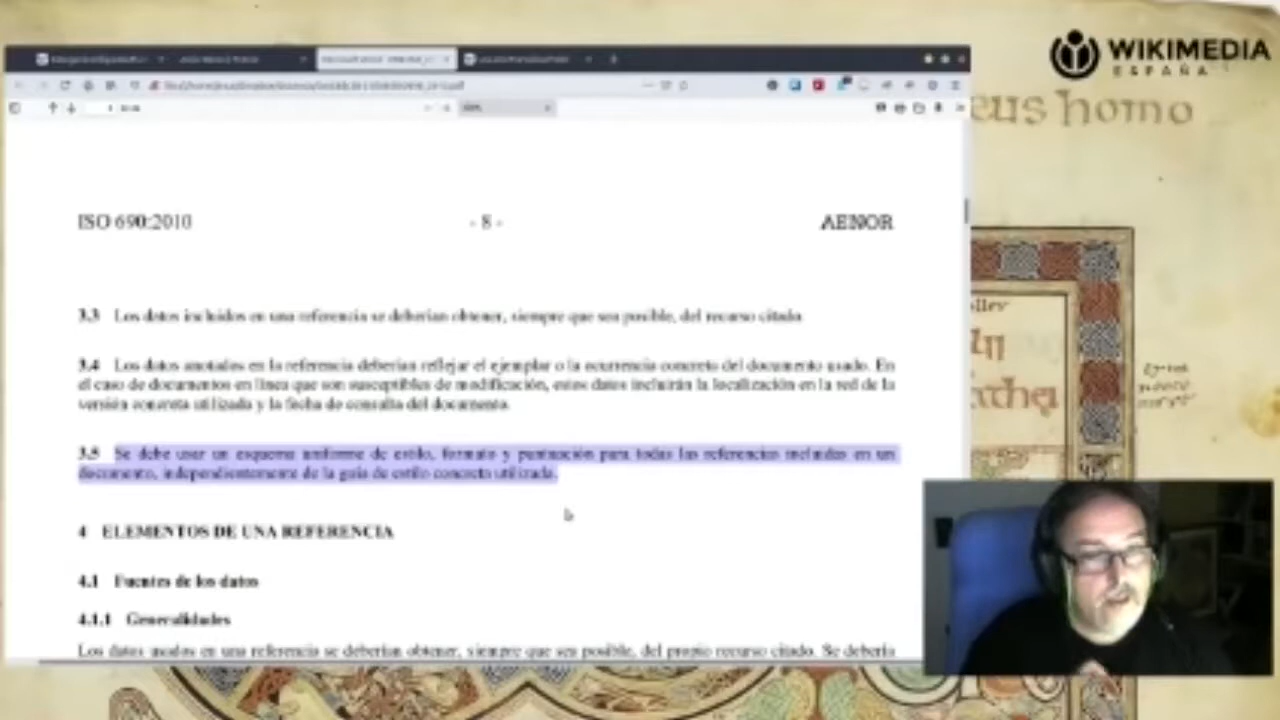 WIKIMEDIA
ESPAÑA
eus homo
ISO 690:2010 - 8 - AENOR
3.3 Los datos incluidos en una referencia se deberían obtener, siempre que sea posible, del recurso citado.
3.4 Los datos anotados en la referencia deberían reflejar el ejemplar o la ocurrencia concreta del documento usado. En
el caso de documentos en línea que son susceptibles de modificación, estos datos incluirán la localización en la red de la
versión concreta utilizada y la fecha de consulta del documento.
3.5 Se debe usar un esquema uniforme de estilo, formato y puntuación para todas las referencias incluidas en un
documento, independientemente de la guía de estilo concreta utilizada.
4 ELEMENTOS DE UNA REFERENCIA
4.1 Fuentes de los datos
4.1.1 Generalidades
Los datos usados en una referencia se deberían obtener, siempre que sea posible, del propio recurso citado. Se debería